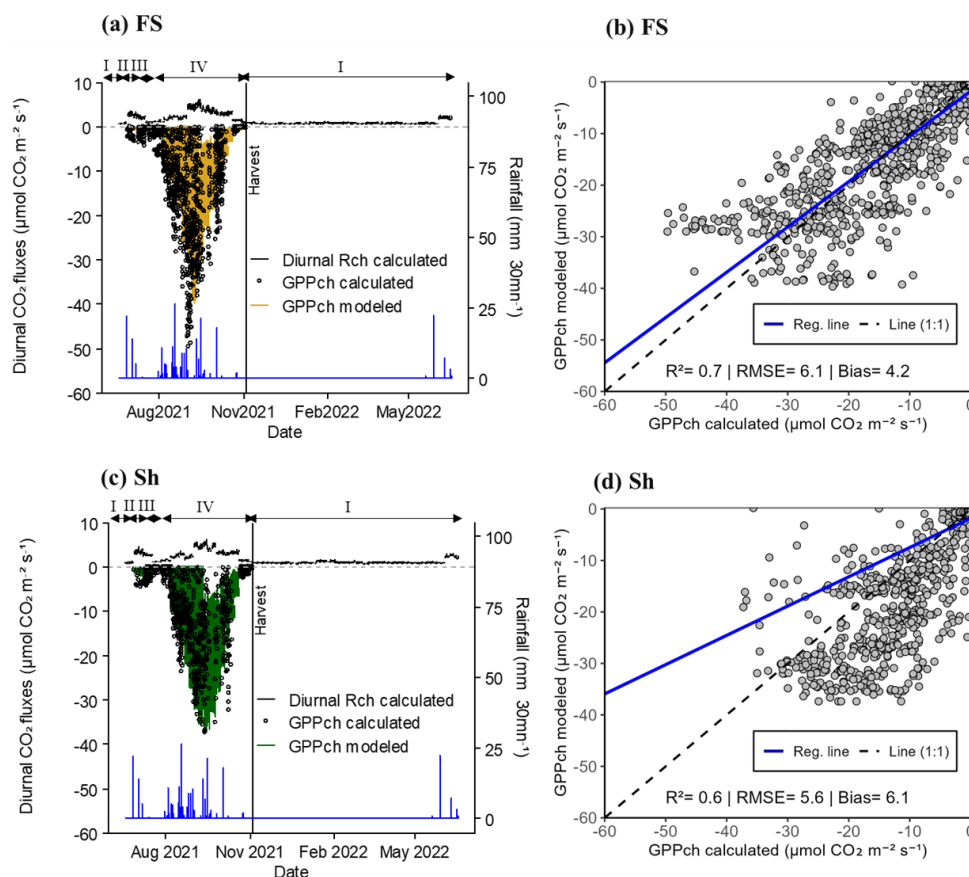 (a) FS
I II III IV I
10
0
-10
-20
-30
-40
-50
-60
Diurnal CO₂ fluxes (µmol CO₂ m⁻² s⁻¹)
100
75
50
25
0
Rainfall (mm 30mn⁻¹)
Harvest
Diurnal Rch calculated
GPPch calculated
GPPch modeled
Aug2021 Nov2021 Feb2022 May2022
Date
(b) FS
0
-10
-20
-30
-40
-50
-60
GPPch modeled (µmol CO₂ m⁻² s⁻¹)
Reg. line Line (1:1)
R²= 0.7 | RMSE= 6.1 | Bias= 4.2
-60 -50 -40 -30 -20 -10 0
GPPch calculated (µmol CO₂ m⁻² s⁻¹)
(c) Sh
I II III IV I
10
0
-10
-20
-30
-40
-50
-60
Diurnal CO₂ fluxes (µmol CO₂ m⁻² s⁻¹)
100
75
50
25
0
Rainfall (mm 30mn⁻¹)
Harvest
Diurnal Rch calculated
GPPch calculated
GPPch modeled
Aug 2021 Nov 2021 Feb 2022 May 2022
Date
(d) Sh
0
-10
-20
-30
-40
-50
-60
GPPch modeled (µmol CO₂ m⁻² s⁻¹)
Reg. line Line (1:1)
R²= 0.6 | RMSE= 5.6 | Bias= 6.1
-60 -50 -40 -30 -20 -10 0
GPPch calculated (µmol CO₂ m⁻² s⁻¹)